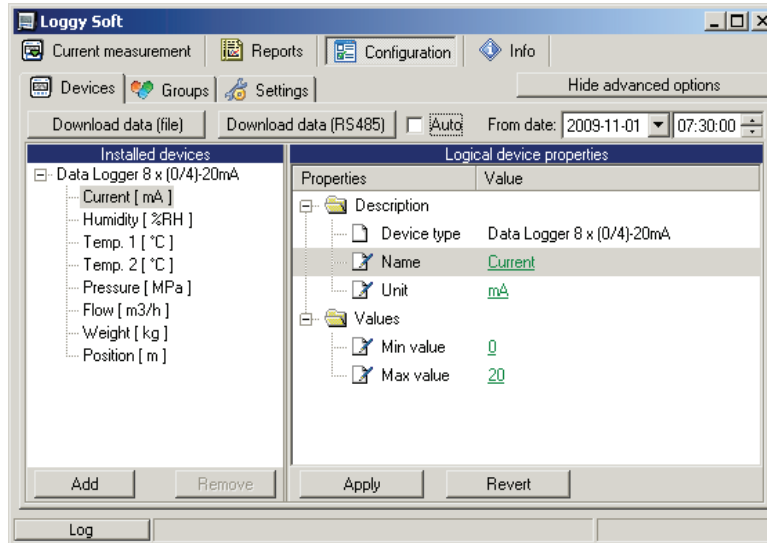 Loggy Soft
Current measurement Reports Configuration Info
Devices Groups Settings Hide advanced options
Download data (file) Download data (RS485) Auto From date: 2009-11-01 07:30:00
Installed devices Logical device properties
Data Logger 8 x (0/4)-20mA
Current [ mA ]
Humidity [ %RH ]
Temp. 1 [ °C ]
Temp. 2 [ °C ]
Pressure [ MPa ]
Flow [ m3/h ]
Weight [ kg ]
Position [ m ]
Properties Value
Description
Device type Data Logger 8 x (0/4)-20mA
Name Current
Unit mA
Values
Min value 0
Max value 20
Add Remove Apply Revert
Log